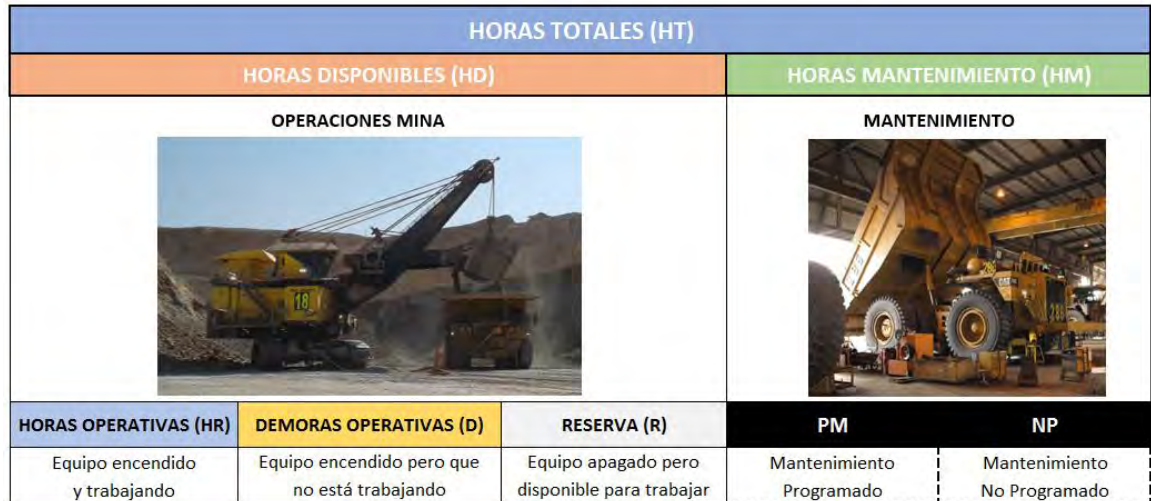 HORAS TOTALES (HT)
HORAS DISPONIBLES (HD)
HORAS MANTENIMIENTO (HM)
OPERACIONES MINA
MANTENIMIENTO
18
HORAS OPERATIVAS (HR)
DEMORAS OPERATIVAS (D)
RESERVA (R)
PM
NP
Equipo encendido
y trabajando
Equipo encendido pero que
no está trabajando
Equipo apagado pero
disponible para trabajar
Mantenimiento
Programado
Mantenimiento
No Programado